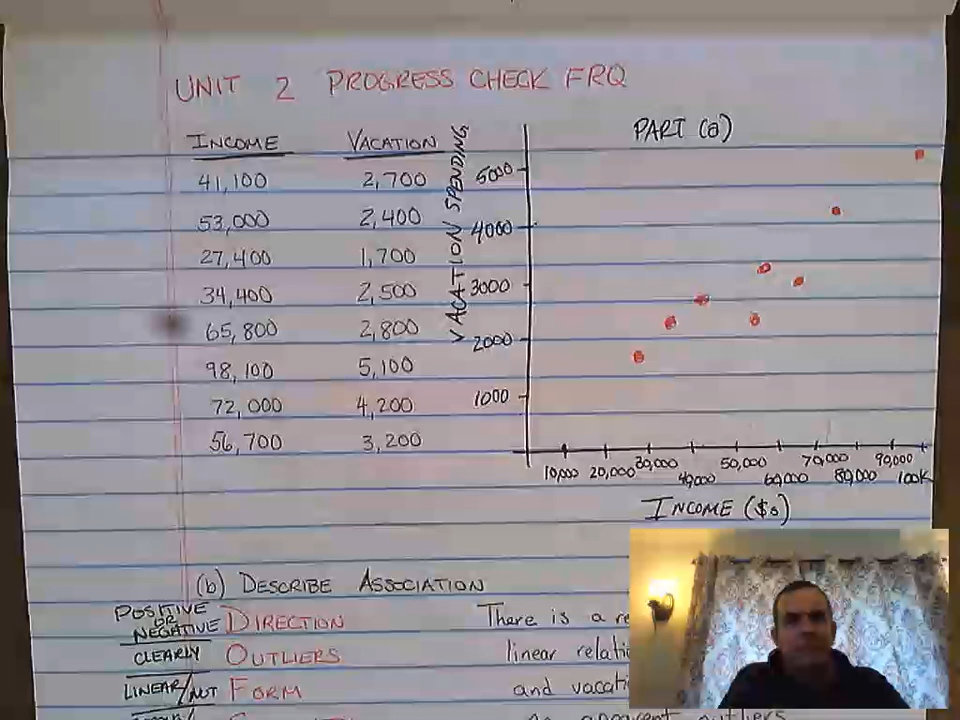 UNIT 2 PROGRESS CHECK FRQ
INCOME VACATION
41,100 2,700
53,000 2,400
27,400 1,700
34,400 2,500
65,800 2,800
98,100 5,100
72,000 4,200
56,700 3,200
PART (a)
VACATION SPENDING
5000
4000
3000
2000
1000
10,000 20,000 30,000 40,000 50,000 60,000 70,000 80,000 90,000 100K
INCOME ($s)
(b) DESCRIBE ASSOCIATION
POSITIVE OR NEGATIVE DIRECTION
CLEARLY OUTLIERS
LINEAR/NOT FORM
There is a re
linear relati
and vacati
no apparent outliers